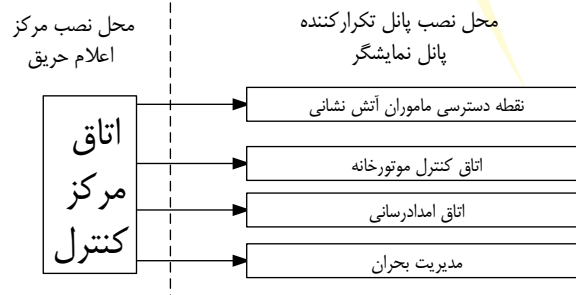 محل نصب مرکز
اعلام حریق
محل نصب پانل تکرارکننده
پانل نمایشگر
اتاق
مرکز
کنترل
نقطه دسترسی ماموران آتش نشانی
اتاق کنترل موتورخانه
اتاق امدادرسانی
مدیریت بحران